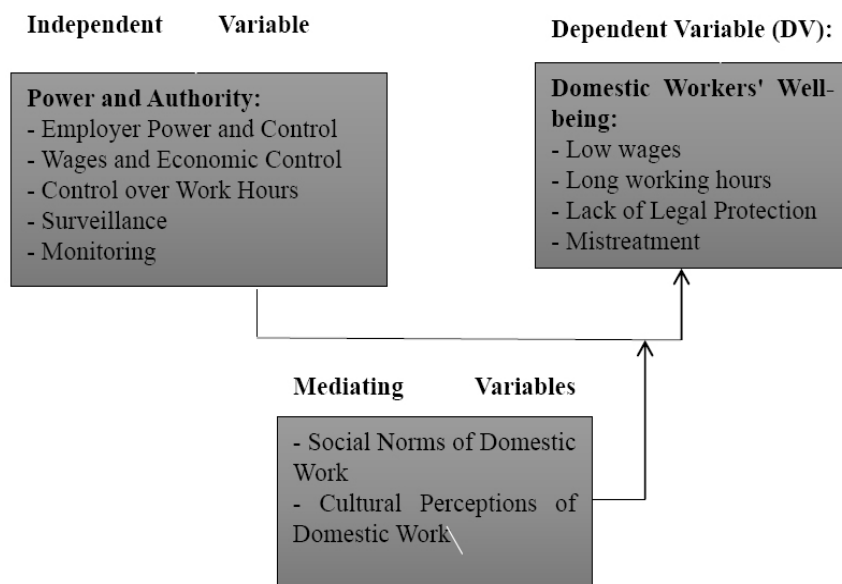 Independent Variable
Power and Authority:
- Employer Power and Control
- Wages and Economic Control
- Control over Work Hours
- Surveillance
- Monitoring
Dependent Variable (DV):
Domestic Workers' Well-
being:
- Low wages
- Long working hours
- Lack of Legal Protection
- Mistreatment
Mediating Variables
- Social Norms of Domestic
Work
- Cultural Perceptions of
Domestic Work